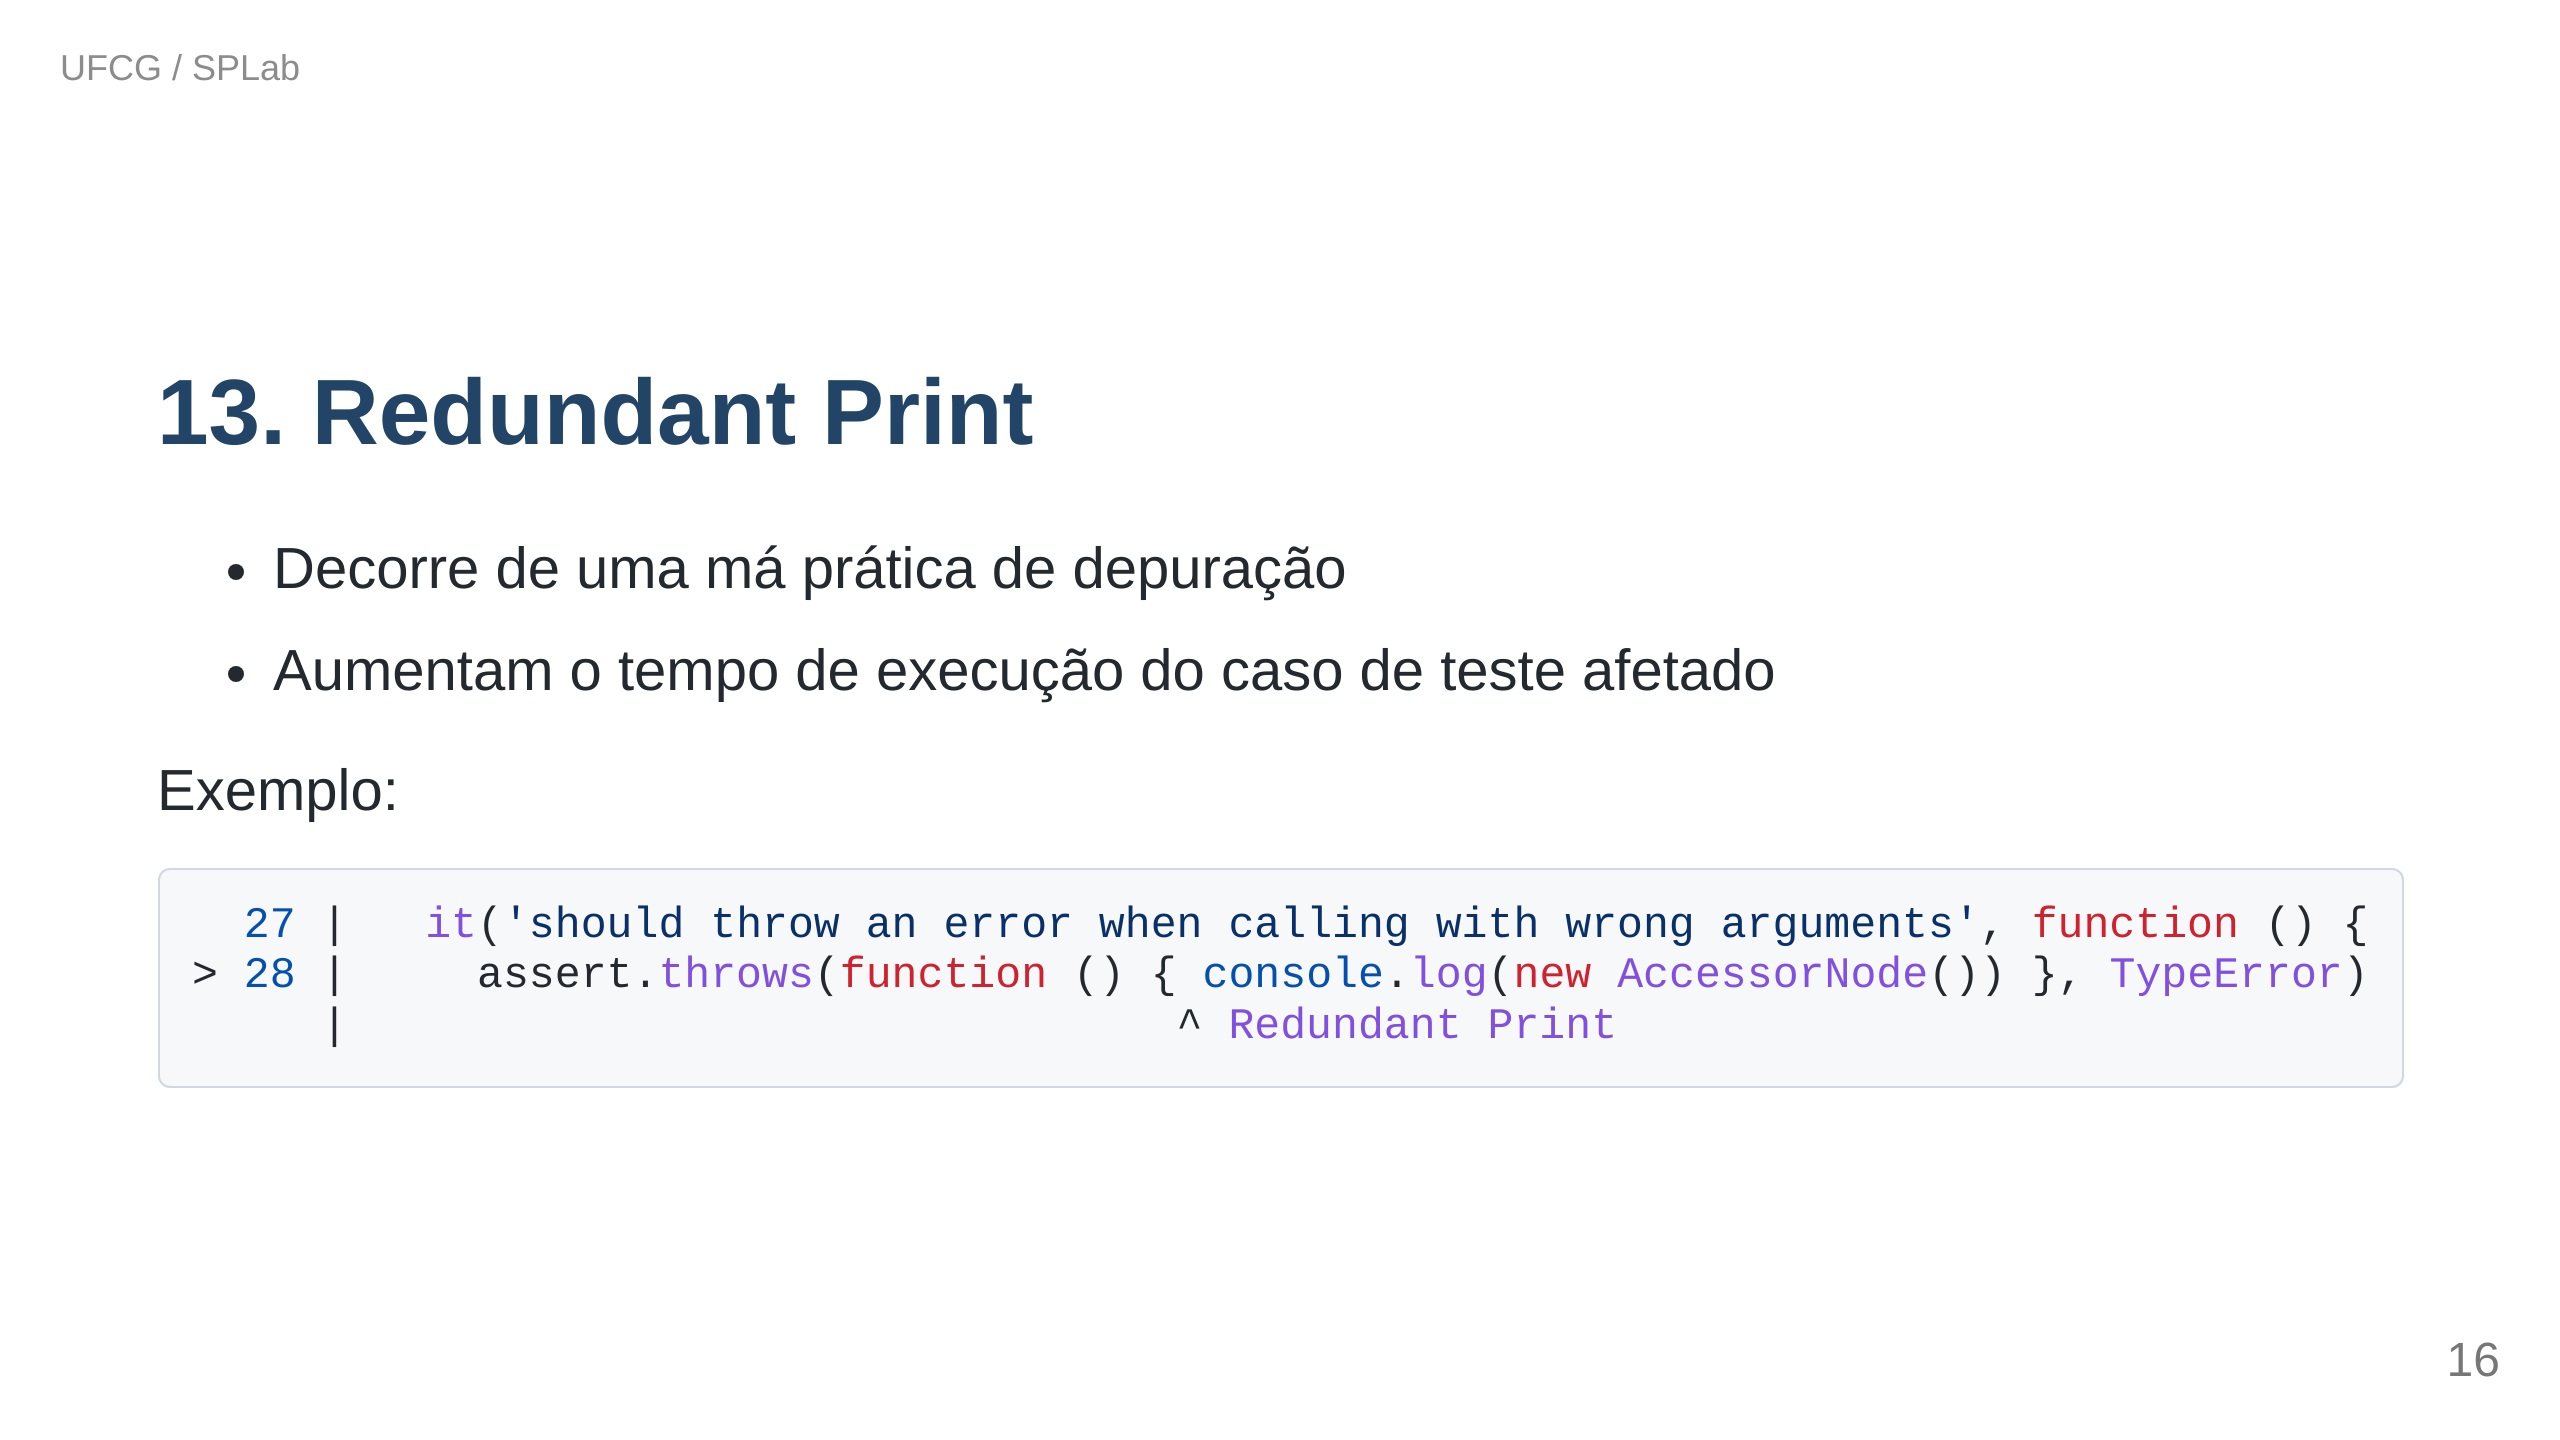 UFCG / SPLab
13. Redundant Print
• Decorre de uma má prática de depuração
• Aumentam o tempo de execução do caso de teste afetado
Exemplo:
  27 |   it('should throw an error when calling with wrong arguments', function () {
> 28 |     assert.throws(function () { console.log(new AccessorNode()) }, TypeError)
     |                                ^ Redundant Print
16